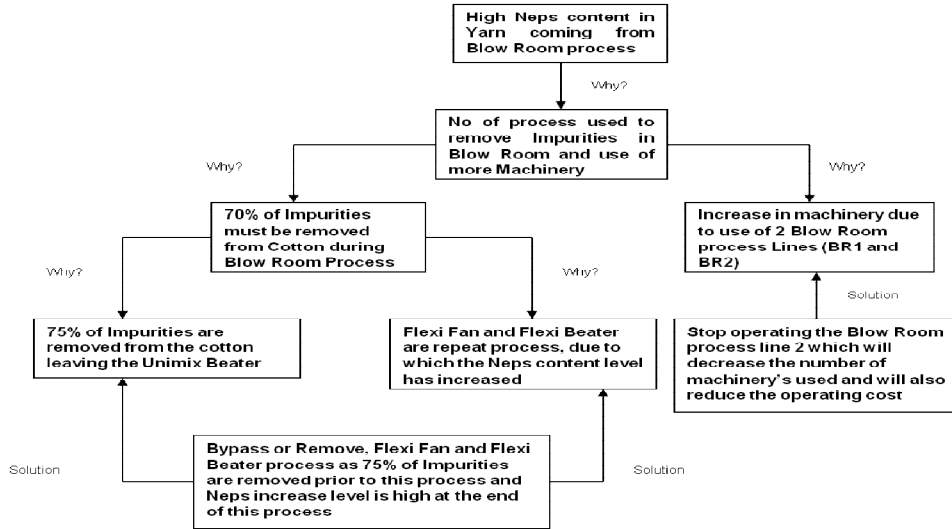 High Neps content in
Yarn coming from
Blow Room process
Why?
No of process used to
remove Impurities in
Blow Room and use of
more Machinery
Why?
Why?
70% of Impurities
must be removed
from Cotton during
Blow Room Process
Increase in machinery due
to use of 2 Blow Room
process Lines (BR1 and
BR2)
Why?
Why?
Solution
75% of Impurities are
removed from the cotton
leaving the Unimix Beater
Flexi Fan and Flexi Beater
are repeat process, due to
which the Neps content level
has increased
Stop operating the Blow Room
process line 2 which will
decrease the number of
machinery's used and will also
reduce the operating cost
Solution
Bypass or Remove, Flexi Fan and Flexi
Beater process as 75% of Impurities
are removed prior to this process and
Neps increase level is high at the end
of this process
Solution